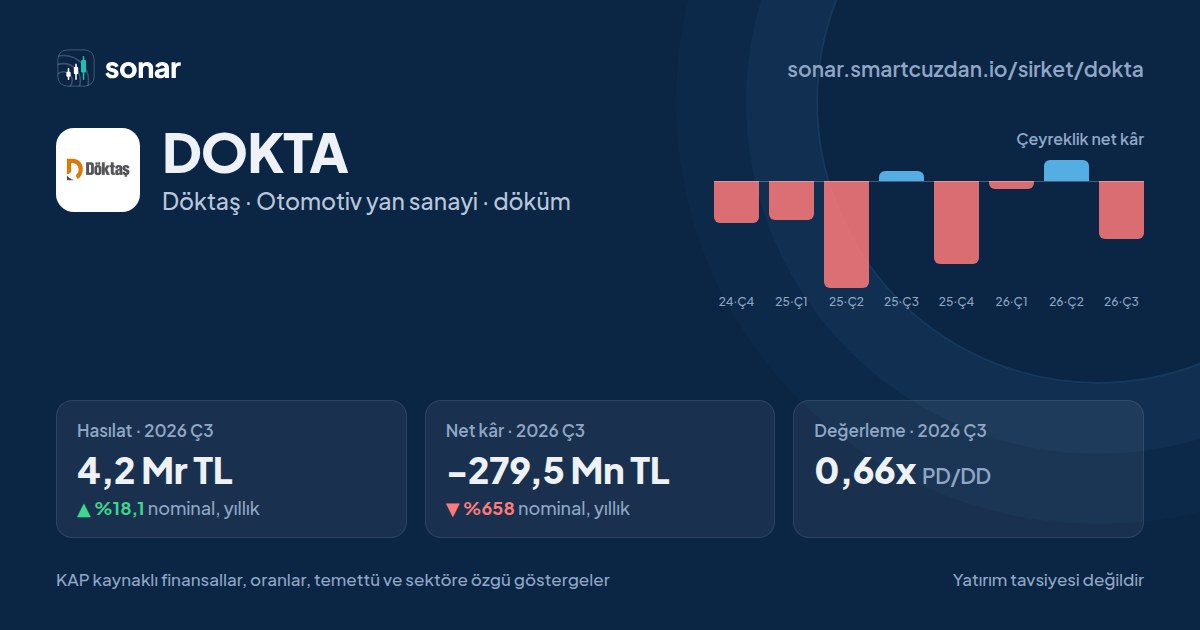 sonar
sonar.smartcuzdan.io/sirket/dokta
Döktaş
DOKTA
Döktaş · Otomotiv yan sanayi · döküm
Çeyreklik net kâr
24·Ç4 25·Ç1 25·Ç2 25·Ç3 25·Ç4 26·Ç1 26·Ç2 26·Ç3
Hasılat · 2026 Ç3
4,2 Mr TL
▲ %18,1 nominal, yıllık
Net kâr · 2026 Ç3
−279,5 Mn TL
▼ %658 nominal, yıllık
Değerleme · 2026 Ç3
0,66x PD/DD
KAP kaynaklı finansallar, oranlar, temettü ve sektöre özgü göstergeler
Yatırım tavsiyesi değildir